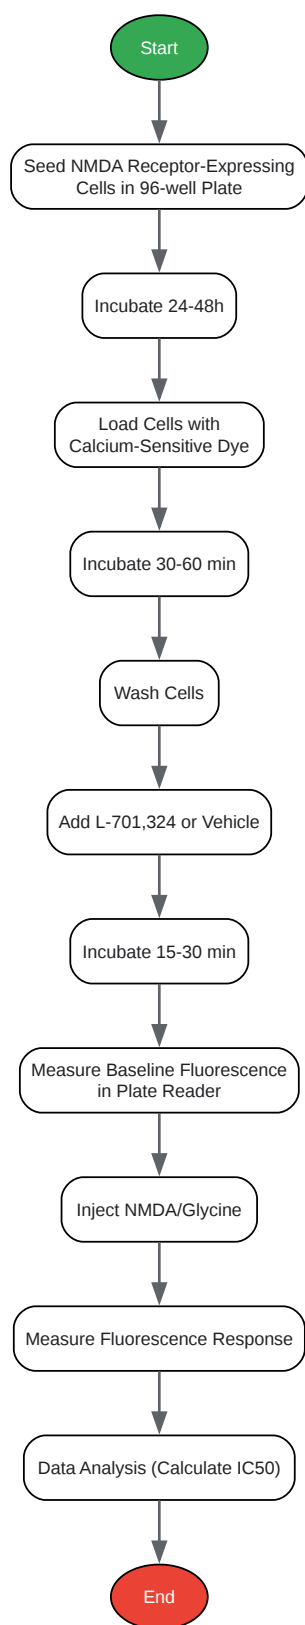 Start
Seed NMDA Receptor-Expressing
Cells in 96-well Plate
Incubate 24-48h
Load Cells with
Calcium-Sensitive Dye
Incubate 30-60 min
Wash Cells
Add L-701,324 or Vehicle
Incubate 15-30 min
Measure Baseline Fluorescence
in Plate Reader
Inject NMDA/Glycine
Measure Fluorescence Response
Data Analysis (Calculate IC50)
End